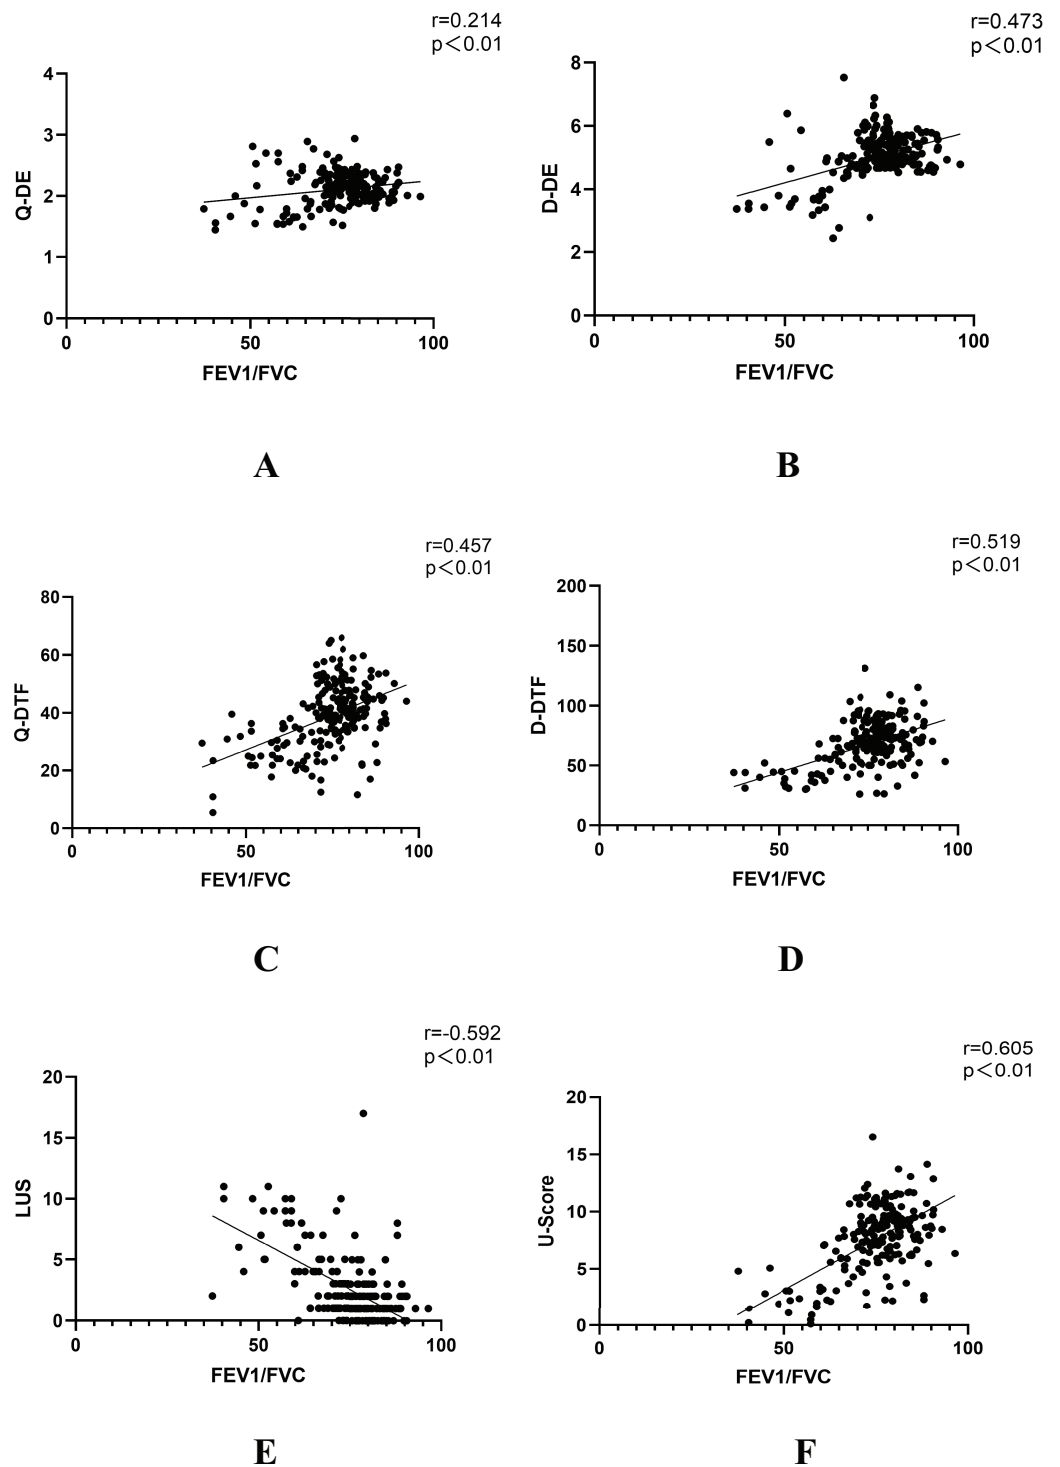 r=0.214
p<0.01
4
3
2
1
0
Q-DE
0
50
100
FEV1/FVC
A
r=0.473
p<0.01
8
6
4
2
0
D-DE
0
50
100
FEV1/FVC
B
r=0.457
p<0.01
80
60
40
20
0
Q-DTF
0
50
100
FEV1/FVC
C
r=0.519
p<0.01
200
150
100
50
0
D-DTF
0
50
100
FEV1/FVC
D
r=-0.592
p<0.01
20
15
10
5
0
LUS
0
50
100
FEV1/FVC
E
r=0.605
p<0.01
20
15
10
5
0
U-Score
0
50
100
FEV1/FVC
F